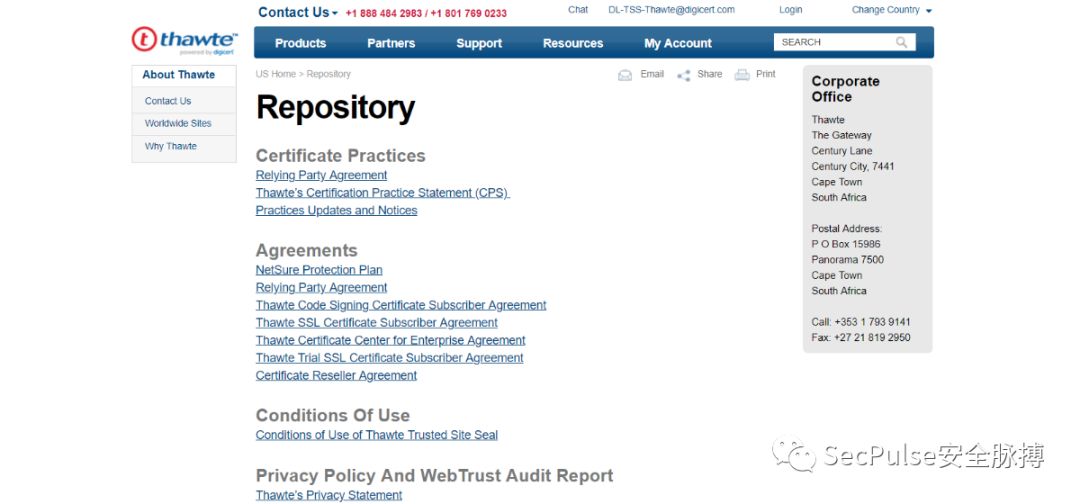 Contact Us
+1 888 484 2983 / +1 801 769 0233
Chat
DL-TSS-Thawte@digicert.com
Login
Change Country
thawte™
powered by digicert
Products
Partners
Support
Resources
My Account
SEARCH
About Thawte
Contact Us
Worldwide Sites
Why Thawte
US Home > Repository
Email
Share
Print
Repository
Certificate Practices
Relying Party Agreement
Thawte's Certification Practice Statement (CPS)
Practices Updates and Notices
Agreements
NetSure Protection Plan
Relying Party Agreement
Thawte Code Signing Certificate Subscriber Agreement
Thawte SSL Certificate Subscriber Agreement
Thawte Certificate Center for Enterprise Agreement
Thawte Trial SSL Certificate Subscriber Agreement
Certificate Reseller Agreement
Conditions Of Use
Conditions of Use of Thawte Trusted Site Seal
Privacy Policy And WebTrust Audit Report
Thawte's Privacy Statement
Corporate
Office
Thawte
The Gateway
Century Lane
Century City, 7441
Cape Town
South Africa
Postal Address:
P O Box 15986
Panorama 7500
Cape Town
South Africa
Call: +353 1 793 9141
Fax: +27 21 819 2950
SecPulse安全脉搏